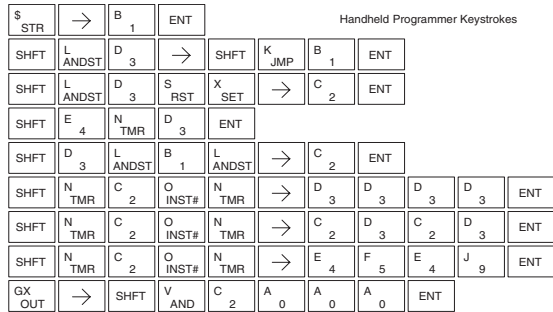 Handheld Programmer Keystrokes
$ STR → B 1 ENT
SHFT L ANDST D 3 → SHFT K JMP B 1 ENT
SHFT L ANDST D 3 S RST X SET → C 2 ENT
SHFT E 4 N TMR D 3 ENT
SHFT D 3 L ANDST B 1 L ANDST → C 2 ENT
SHFT N TMR C 2 O INST# N TMR → D 3 D 3 D 3 D 3 ENT
SHFT N TMR C 2 O INST# N TMR → C 2 D 3 C 2 D 3 ENT
SHFT N TMR C 2 O INST# N TMR → E 4 F 5 E 4 J 9 ENT
GX OUT → SHFT V AND C 2 A 0 A 0 A 0 ENT